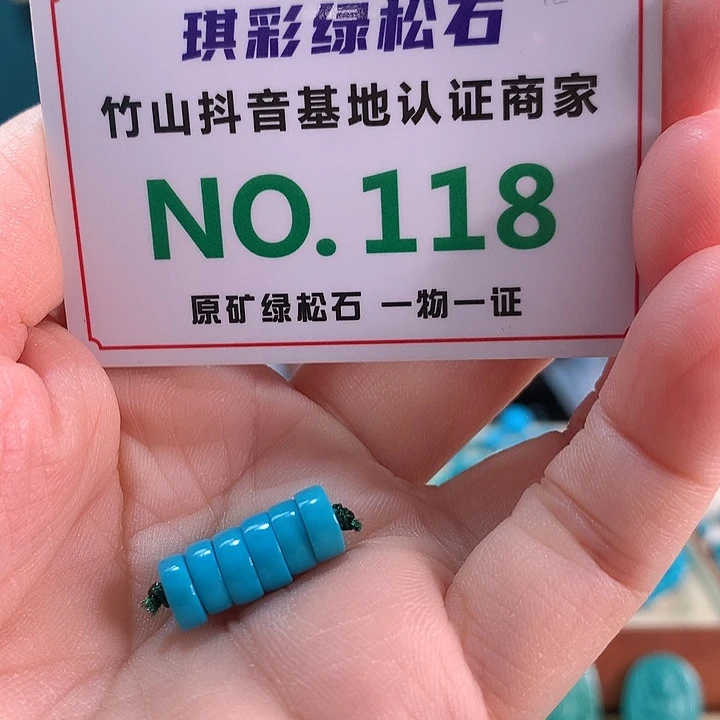 琪彩绿松石
竹山抖音基地认证商家
NO.118
原矿绿松石 一物一证